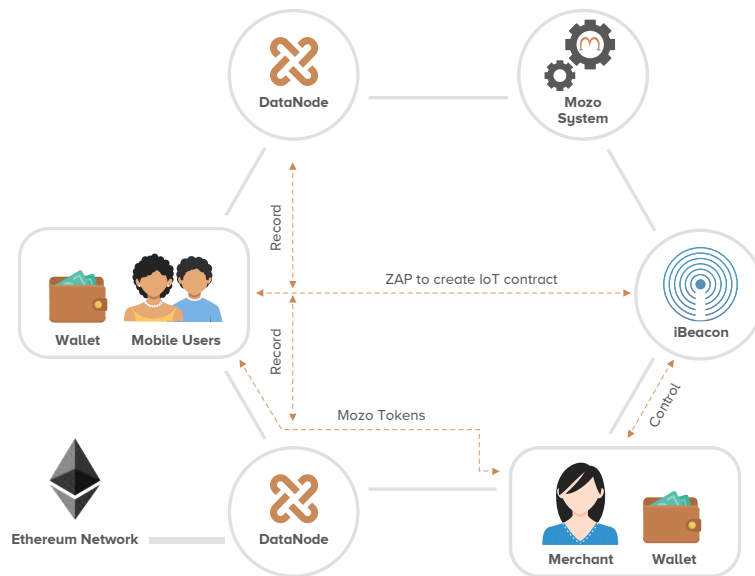 DataNode
Mozo
System
Record
ZAP to create IoT contract
Wallet
Mobile Users
iBeacon
Record
Control
Mozo Tokens
Ethereum Network
DataNode
Merchant
Wallet